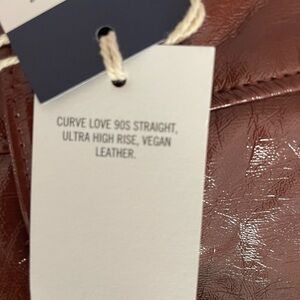 CURVE LOVE 90S STRAIGHT,
ULTRA HIGH RISE, VEGAN
LEATHER.